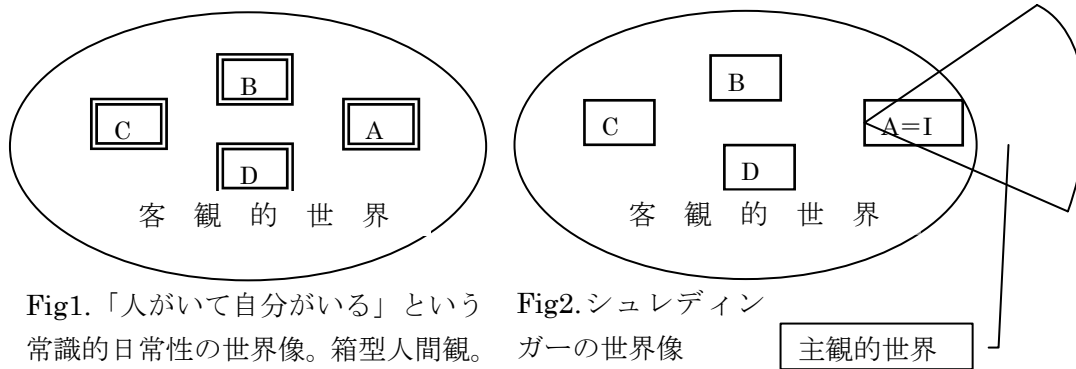 B
C
A
D
客 観 的 世 界
Fig1.「人がいて自分がいる」という
常識的日常性の世界像。箱型人間観。
B
C
A=I
D
客 観 的 世 界
Fig2.シュレディン
ガーの世界像
主観的世界